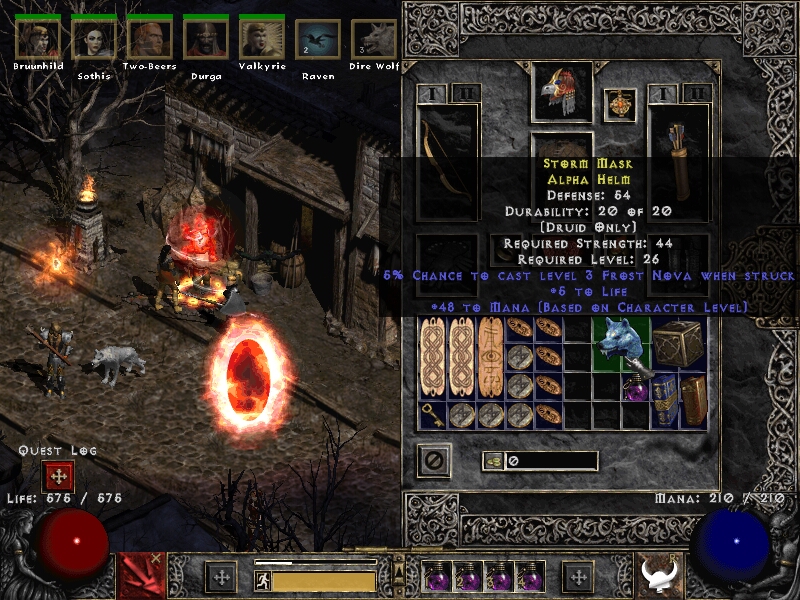 Bruunhild
Sothis
Two-Beers
Durga
Valkyrie
2
Raven
3
Dire Wolf
I II
I II
Storm Mask
Alpha Helm
Defense: 54
Durability: 20 of 20
(Druid Only)
Required Strength: 44
Required Level: 26
5% Chance to cast level 3 Frost Nova when struck
+5 to Life
+48 to Mana (Based on Character Level)
0
Quest Log
Life: 575 / 575
Mana: 210 / 210